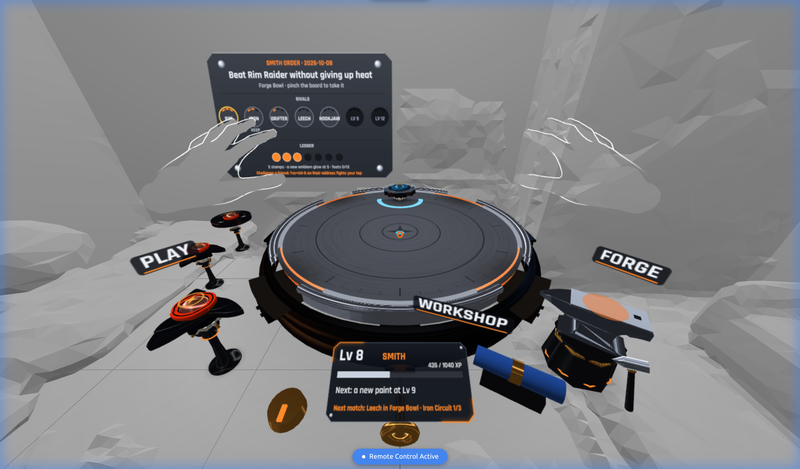 SMITH ORDER · 2026-10-06
Beat Rim Raider without giving up heat
Forge Bowl · pinch the board to take it
RIVALS
DRIFTER LEECH HOOKJAW LV 9 LV 12
LEDGER
PLAY
FORGE
WORKSHOP
Lv 8 SMITH
435 / 1040 XP
Next: a new paint at Lv 9
Next match: Leech in Forge Bowl · Iron Circuit 1/3
Remote Control Active